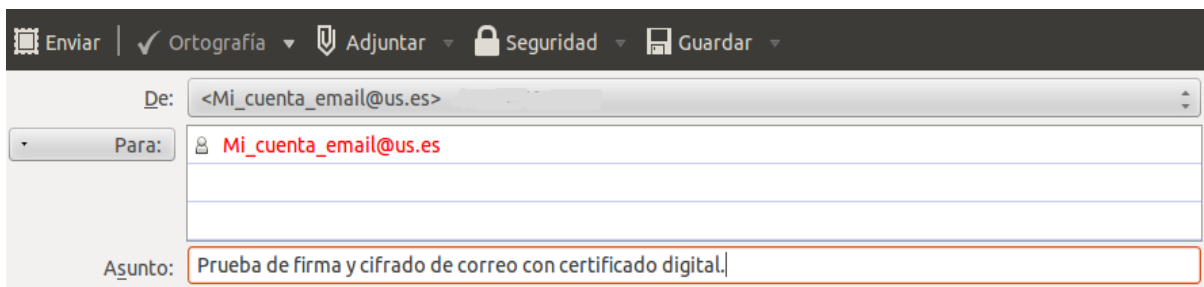 Enviar Ortografía Adjuntar Seguridad Guardar
De: <Mi_cuenta_email@us.es>
Para: Mi_cuenta_email@us.es
Asunto: Prueba de firma y cifrado de correo con certificado digital.